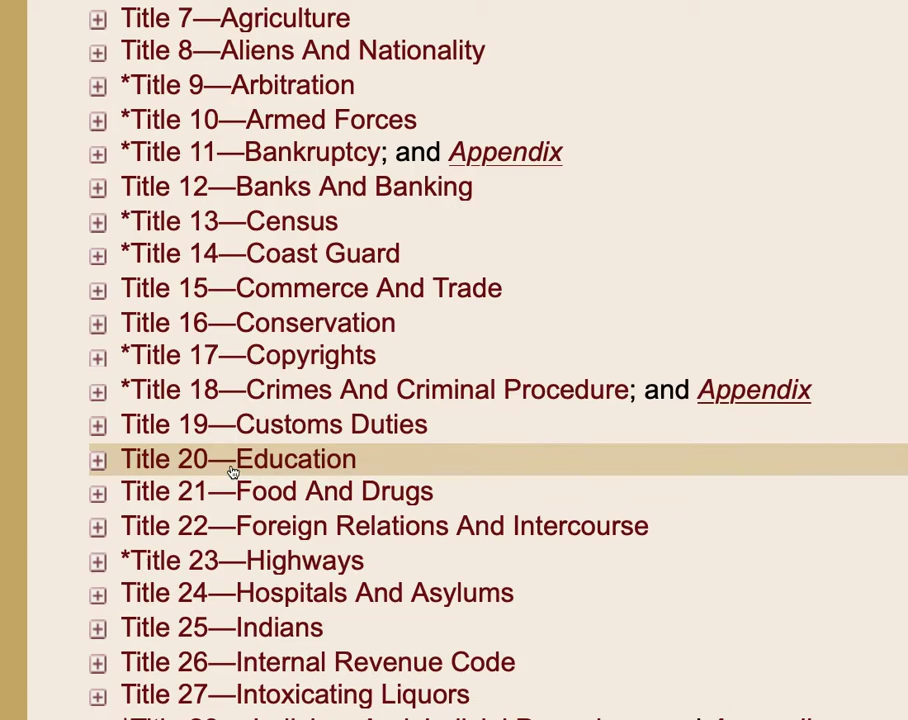 Title 7—Agriculture
Title 8—Aliens And Nationality
*Title 9—Arbitration
*Title 10—Armed Forces
*Title 11—Bankruptcy; and Appendix
Title 12—Banks And Banking
*Title 13—Census
*Title 14—Coast Guard
Title 15—Commerce And Trade
Title 16—Conservation
*Title 17—Copyrights
*Title 18—Crimes And Criminal Procedure; and Appendix
Title 19—Customs Duties
Title 20—Education
Title 21—Food And Drugs
Title 22—Foreign Relations And Intercourse
*Title 23—Highways
Title 24—Hospitals And Asylums
Title 25—Indians
Title 26—Internal Revenue Code
Title 27—Intoxicating Liquors